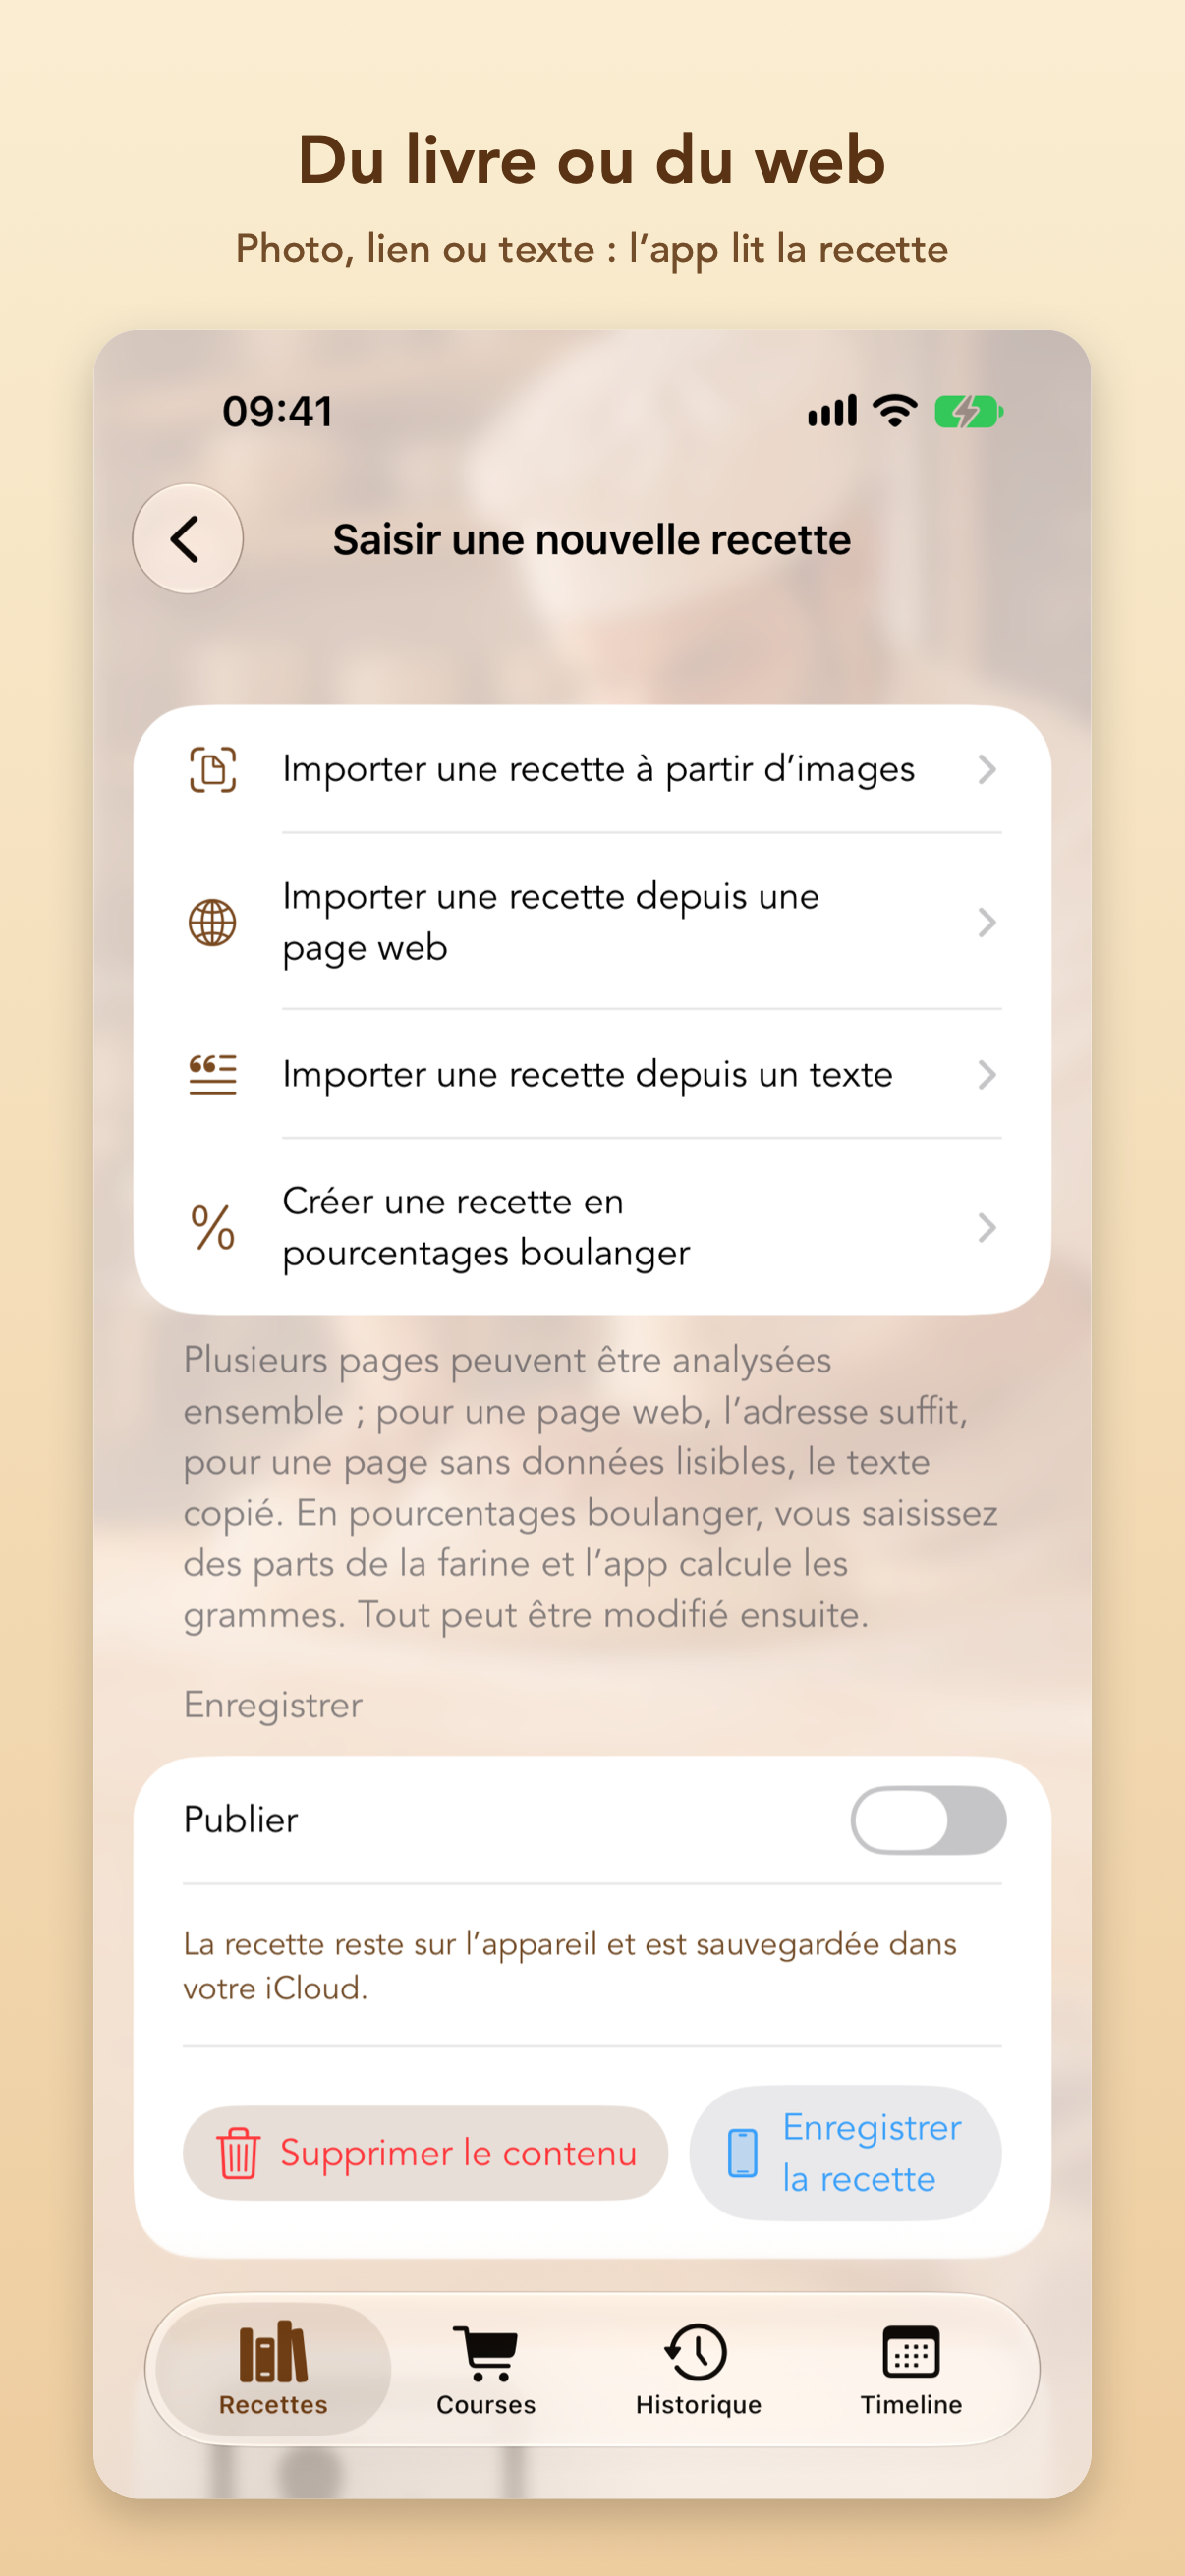 Du livre ou du web
Photo, lien ou texte : l’app lit la recette
09:41
Saisir une nouvelle recette
Importer une recette à partir d’images
Importer une recette depuis une
page web
Importer une recette depuis un texte
% Créer une recette en
pourcentages boulanger
Plusieurs pages peuvent être analysées
ensemble ; pour une page web, l’adresse suffit,
pour une page sans données lisibles, le texte
copié. En pourcentages boulanger, vous saisissez
des parts de la farine et l’app calcule les
grammes. Tout peut être modifié ensuite.
Enregistrer
Publier
La recette reste sur l’appareil et est sauvegardée dans
votre iCloud.
Supprimer le contenu
Enregistrer
la recette
Recettes Courses Historique Timeline